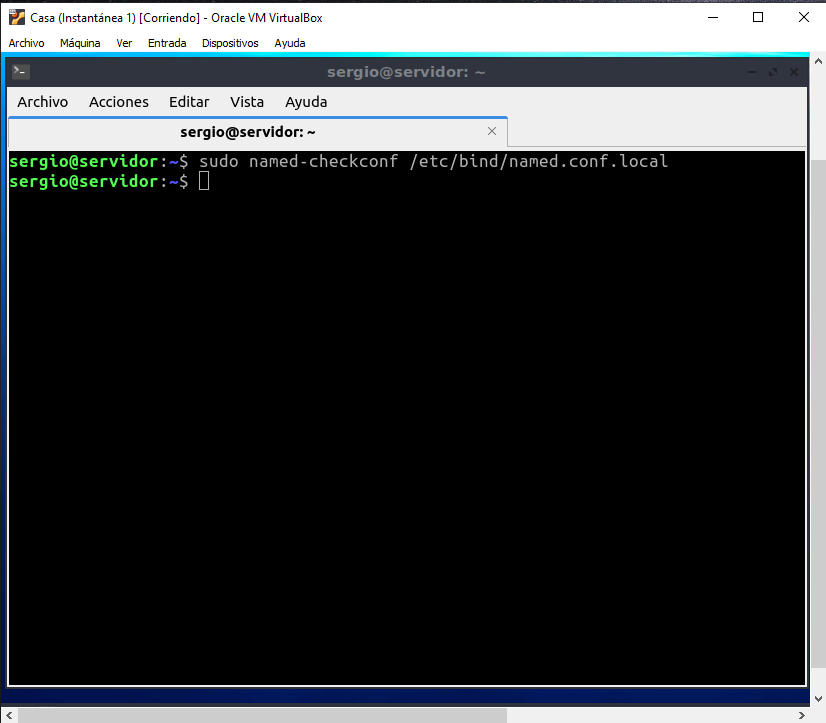 Casa (Instantánea 1) [Corriendo] - Oracle VM VirtualBox
Archivo Máquina Ver Entrada Dispositivos Ayuda
sergio@servidor: ~
Archivo Acciones Editar Vista Ayuda
sergio@servidor: ~
sergio@servidor:~$ sudo named-checkconf /etc/bind/named.conf.local
sergio@servidor:~$